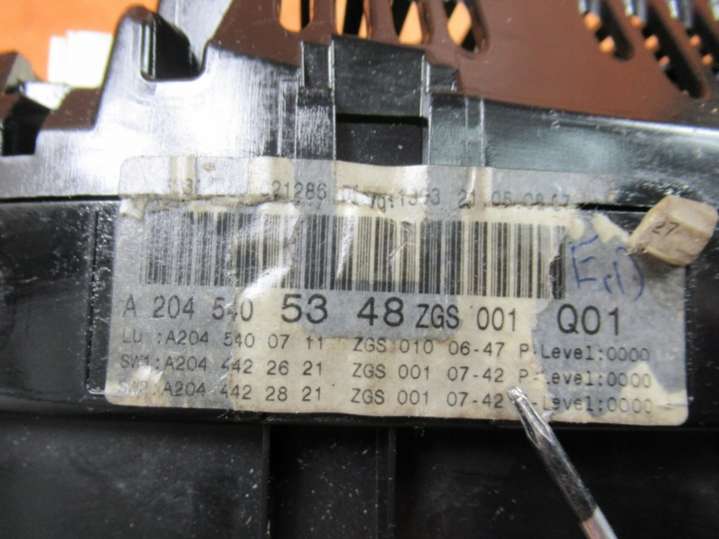 21286
A 204 540 53 48 ZGS 001 Q01
LU :A204 540 07 11 ZGS 010 06-47 P-Level:0000
SW1:A204 442 26 21 ZGS 001 07-42 P-Level:0000
SW2:A204 442 28 21 ZGS 001 07-42 -Level:0000
27